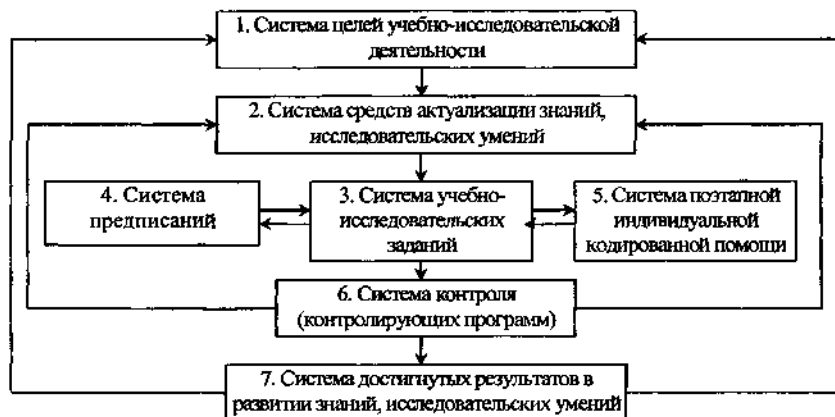 1. Система целей учебно-исследовательской
деятельности
2. Система средств актуализации знаний,
исследовательских умений
4. Система
предписаний
3. Система учебно-
исследовательских
заданий
5. Система поэтапной
индивидуальной
кодированной помощи
6. Система контроля
(контролирующих программ)
7. Система достигнутых результатов в
развитии знаний, исследовательских умений